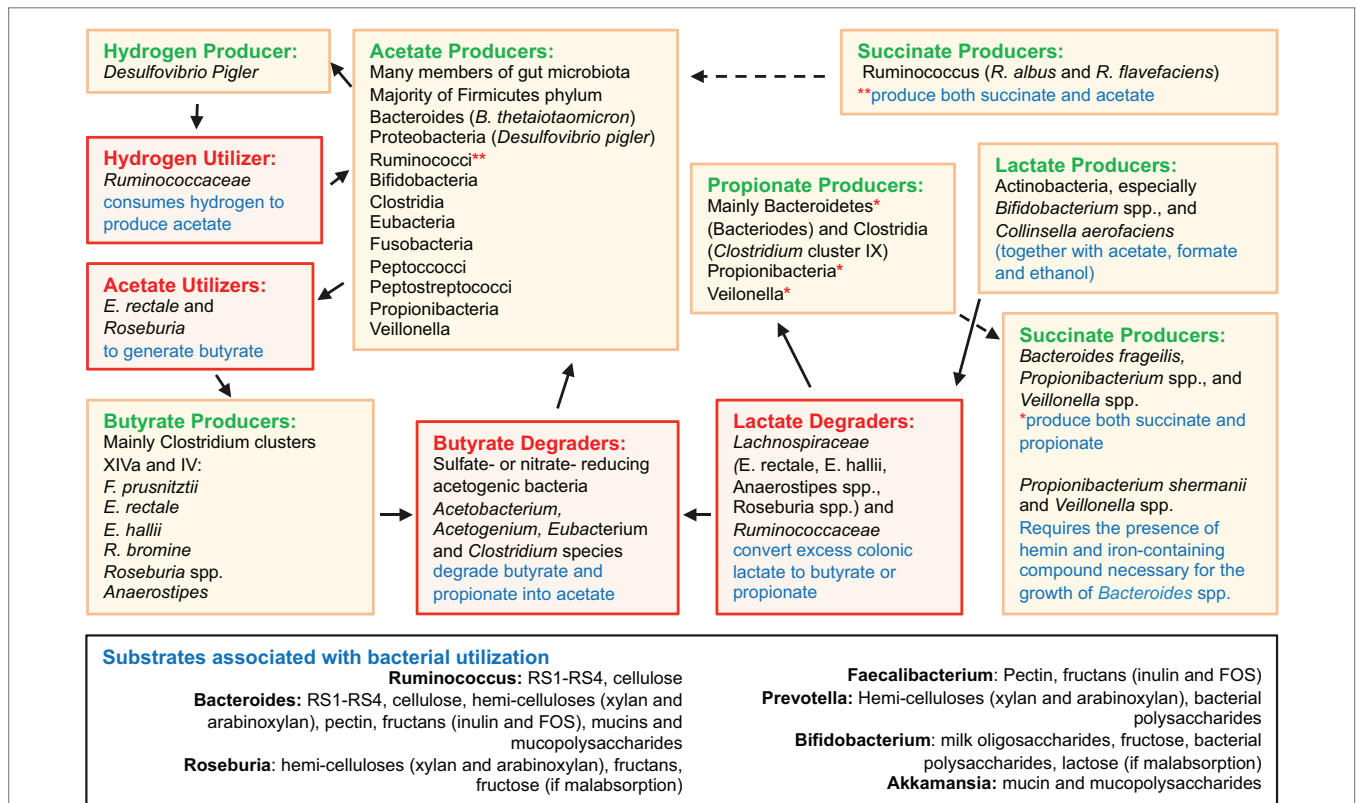 Hydrogen Producer:
Desulfovibrio Pigler
Hydrogen Utilizer:
Ruminococcaceae
consumes hydrogen to
produce acetate
Acetate Utilizers:
E. rectale and
Roseburia
to generate butyrate
Butyrate Producers:
Mainly Clostridium clusters
XIVa and IV:
F. prusnitztii
E. rectale
E. hallii
R. bromine
Roseburia spp.
Anaerostipes
Acetate Producers:
Many members of gut microbiota
Majority of Firmicutes phylum
Bacteroides (B. thetaiotaomicron)
Proteobacteria (Desulfovibrio pigler)
Ruminococci**
Bifidobacteria
Clostridia
Eubacteria
Fusobacteria
Peptoccocci
Peptostreptococci
Propionibacteria
Veillonella
Butyrate Degraders:
Sulfate- or nitrate- reducing
acetogenic bacteria
Acetobacterium,
Acetogenium, Eubacterium
and Clostridium species
degrade butyrate and
propionate into acetate
Succinate Producers:
Ruminococcus (R. albus and R. flavefaciens)
**produce both succinate and acetate
Propionate Producers:
Mainly Bacteroidetes*
(Bacteriodes) and Clostridia
(Clostridium cluster IX)
Propionibacteria*
Veilonella*
Lactate Degraders:
Lachnospiraceae
(E. rectale, E. hallii,
Anaerostipes spp.,
Roseburia spp.) and
Ruminococcaceae
convert excess colonic
lactate to butyrate or
propionate
Lactate Producers:
Actinobacteria, especially
Bifidobacterium spp., and
Collinsella aerofaciens
(together with acetate, formate
and ethanol)
Succinate Producers:
Bacteroides frageilis,
Propionibacterium spp., and
Veillonella spp.
*produce both succinate and
propionate
Propionibacterium shermanii
and Veillonella spp.
Requires the presence of
hemin and iron-containing
compound necessary for the
growth of Bacteroides spp.
Substrates associated with bacterial utilization
Ruminococcus: RS1-RS4, cellulose
Bacteroides: RS1-RS4, cellulose, hemi-celluloses (xylan and
arabinoxylan), pectin, fructans (inulin and FOS), mucins and
mucopolysaccharides
Roseburia: hemi-celluloses (xylan and arabinoxylan), fructans,
fructose (if malabsorption)
Faecalibacterium: Pectin, fructans (inulin and FOS)
Prevotella: Hemi-celluloses (xylan and arabinoxylan), bacterial
polysaccharides
Bifidobacterium: milk oligosaccharides, fructose, bacterial
polysaccharides, lactose (if malabsorption)
Akkamansia: mucin and mucopolysaccharides